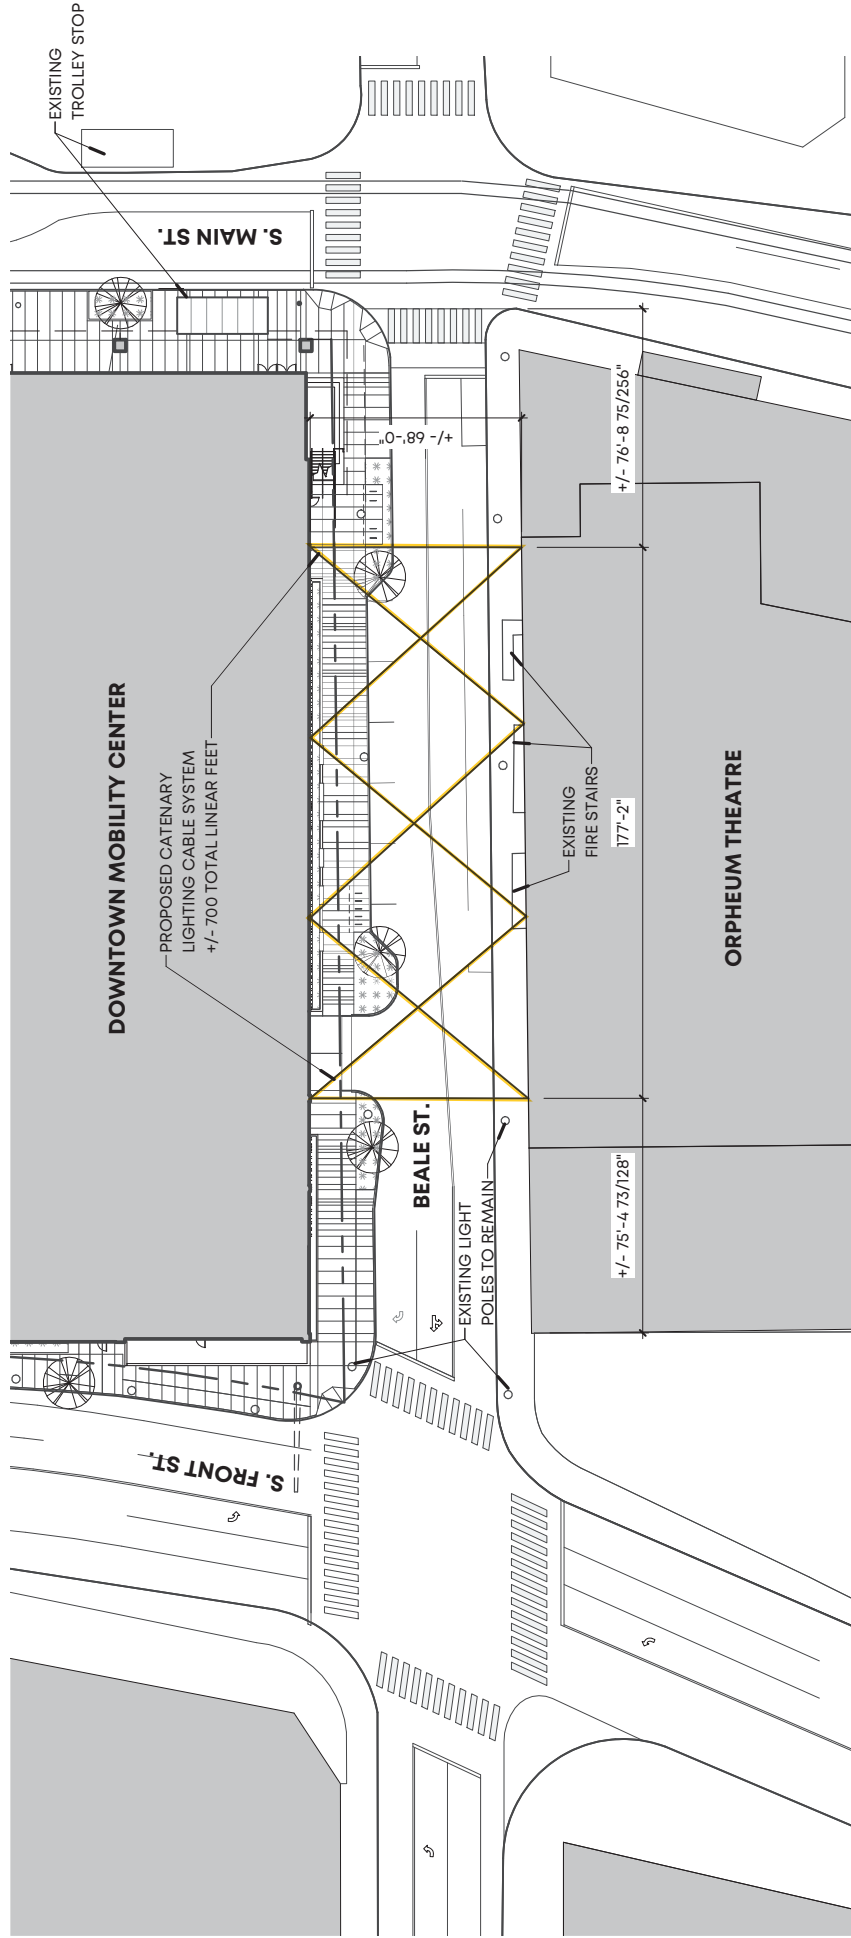 EXISTING
TROLLEY STOP
S. MAIN ST.
+/- 68'-0"
+/- 76'-8 75/256"
DOWNTOWN MOBILITY CENTER
PROPOSED CATENARY
LIGHTING CABLE SYSTEM
+/- 700 TOTAL LINEAR FEET
EXISTING
FIRE STAIRS
177'-2"
ORPHEUM THEATRE
BEALE ST.
EXISTING LIGHT
POLES TO REMAIN
+/- 75'-4 73/128"
S. FRONT ST.